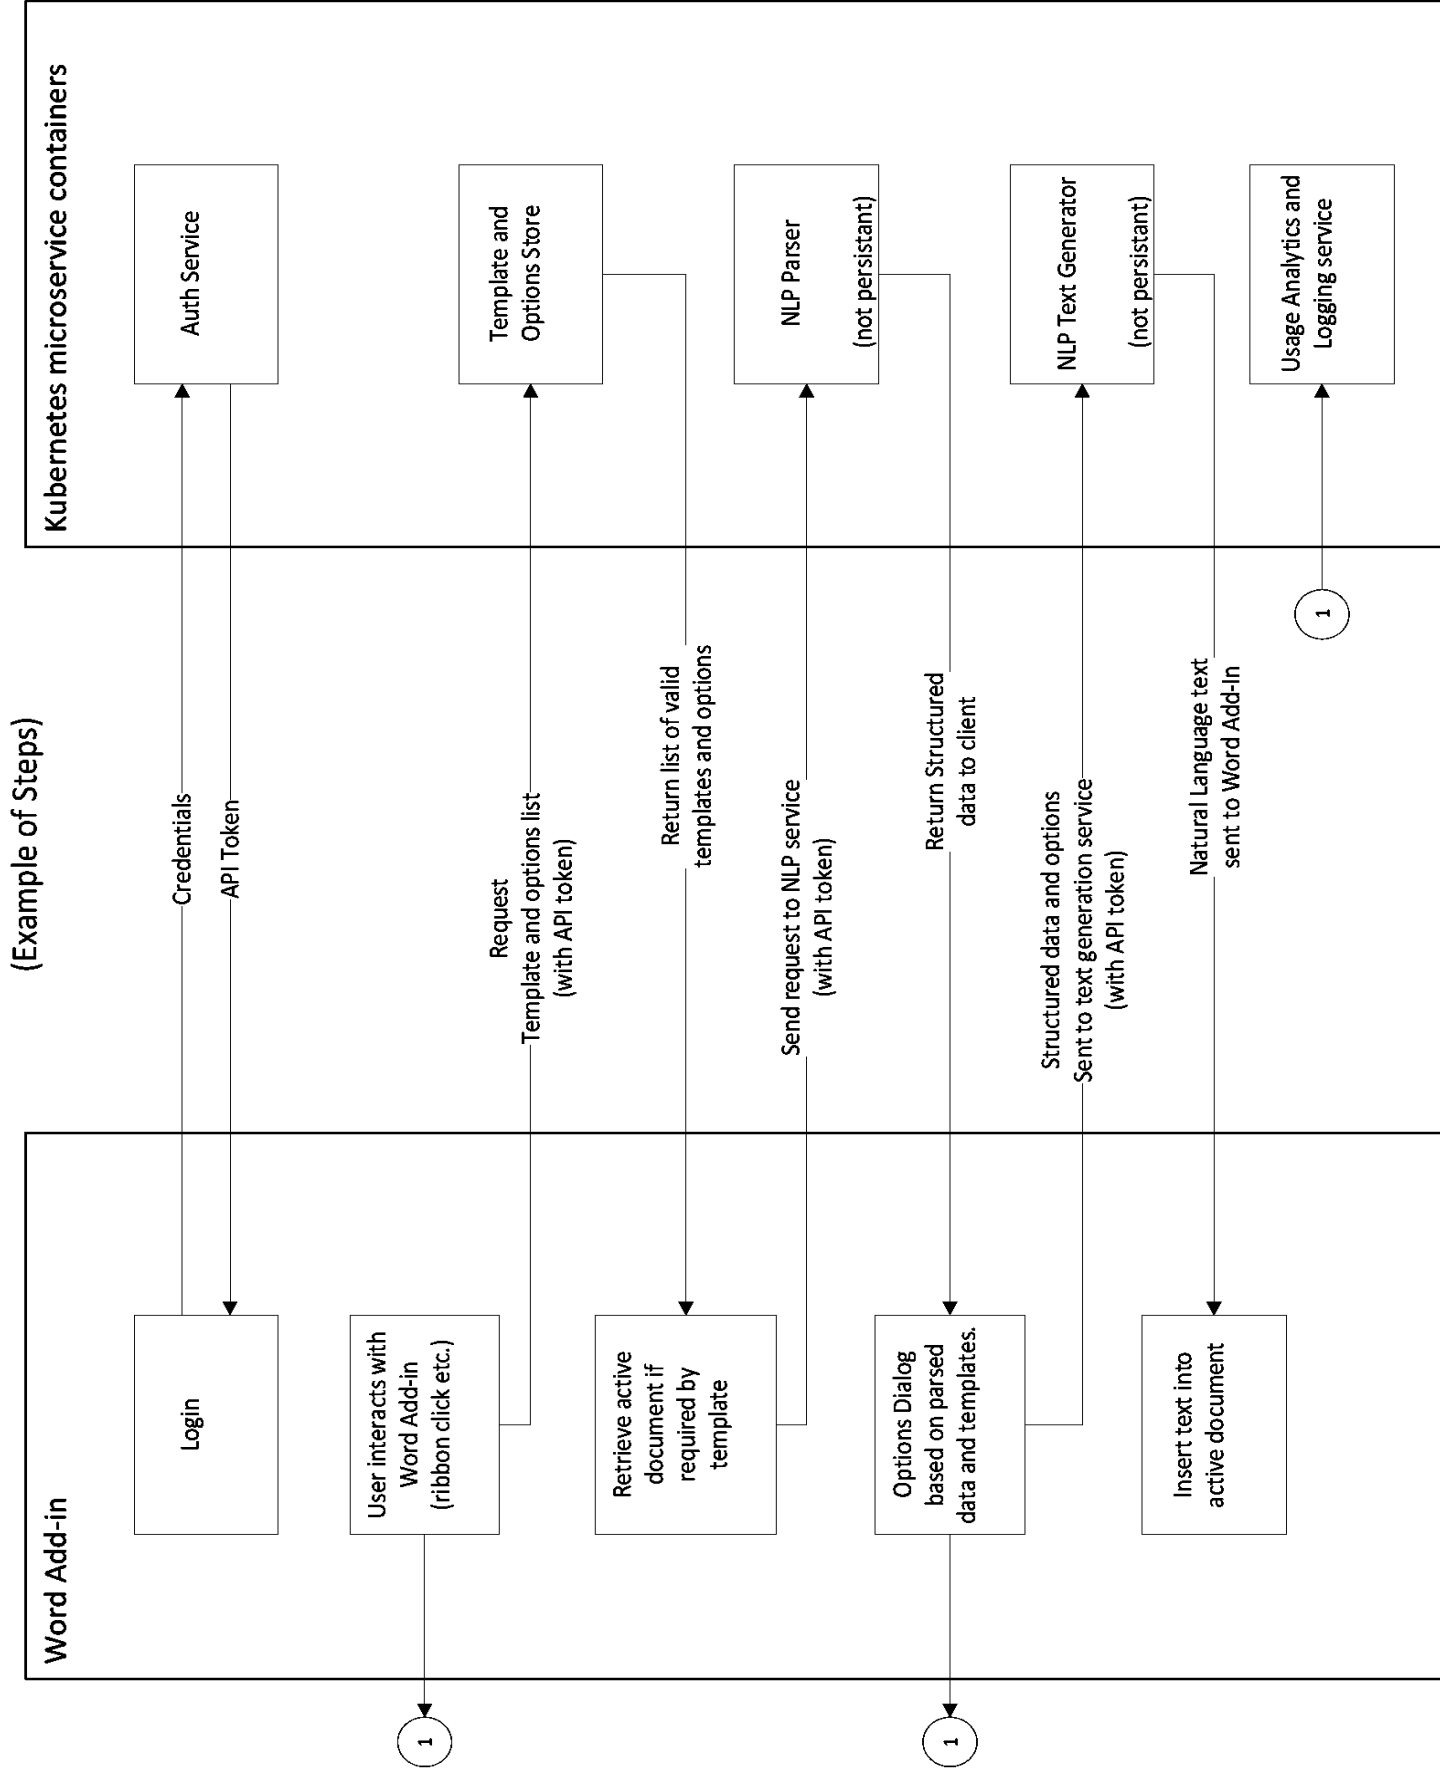 (Example of Steps)
Word Add-in
Kubernetes microservice containers
Login
Credentials
API Token
Auth Service
User interacts with
Word Add-in
(ribbon click etc.)
1
Request
Template and options list
(with API token)
Template and
Options Store
Return list of valid
templates and options
Retrieve active
document if
required by
template
Send request to NLP service
(with API token)
NLP Parser
(not persistant)
Return Structured
data to client
Options Dialog
based on parsed
data and templates.
1
Structured data and options
Sent to text generation service
(with API token)
NLP Text Generator
(not persistant)
Natural Language text
sent to Word Add-In
Insert text into
active document
1
Usage Analytics and
Logging service